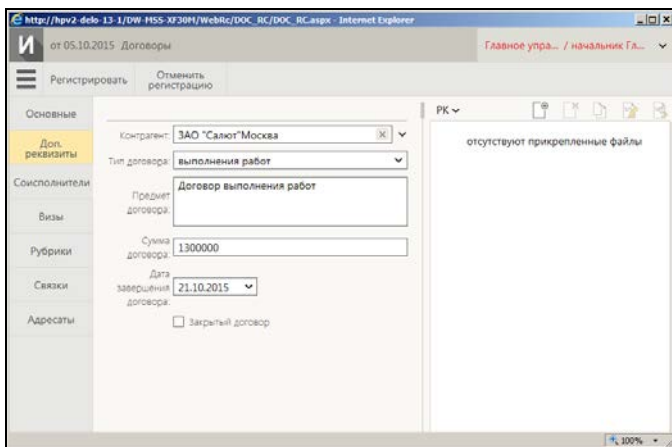 http://hpv2-delo-13-1/DW-MSS-XF30M/WebRc/DOC_RC/DOC_RC.aspx - Internet Explorer
И от 05.10.2015 Договоры Главное упра... / начальник Гл...
Регистрировать Отменить
регистрацию
Основные
Доп.
реквизиты
Соисполнители
Визы
Рубрики
Связки
Адресаты
Контрагент: ЗАО "Салют"Москва
Тип договора: выполнения работ
Предмет
договора:
Договор выполнения работ
Сумма
договора:
1300000
Дата
завершения
договора:
21.10.2015
Закрытый договор
РК
отсутствуют прикрепленные файлы
100%